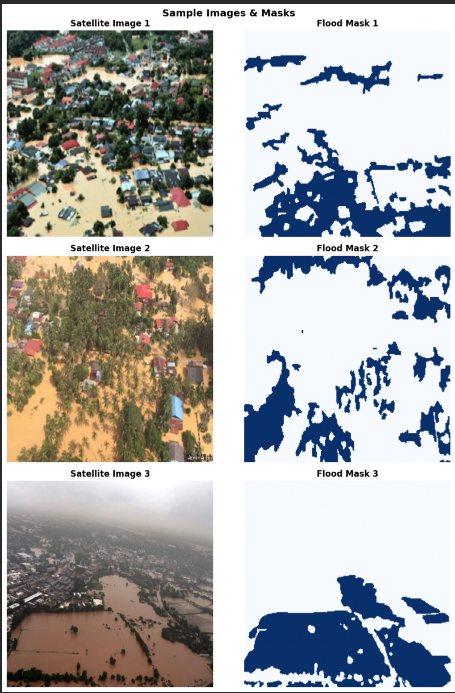 Sample Images & Masks
Satellite Image 1
Flood Mask 1
Satellite Image 2
Flood Mask 2
Satellite Image 3
Flood Mask 3